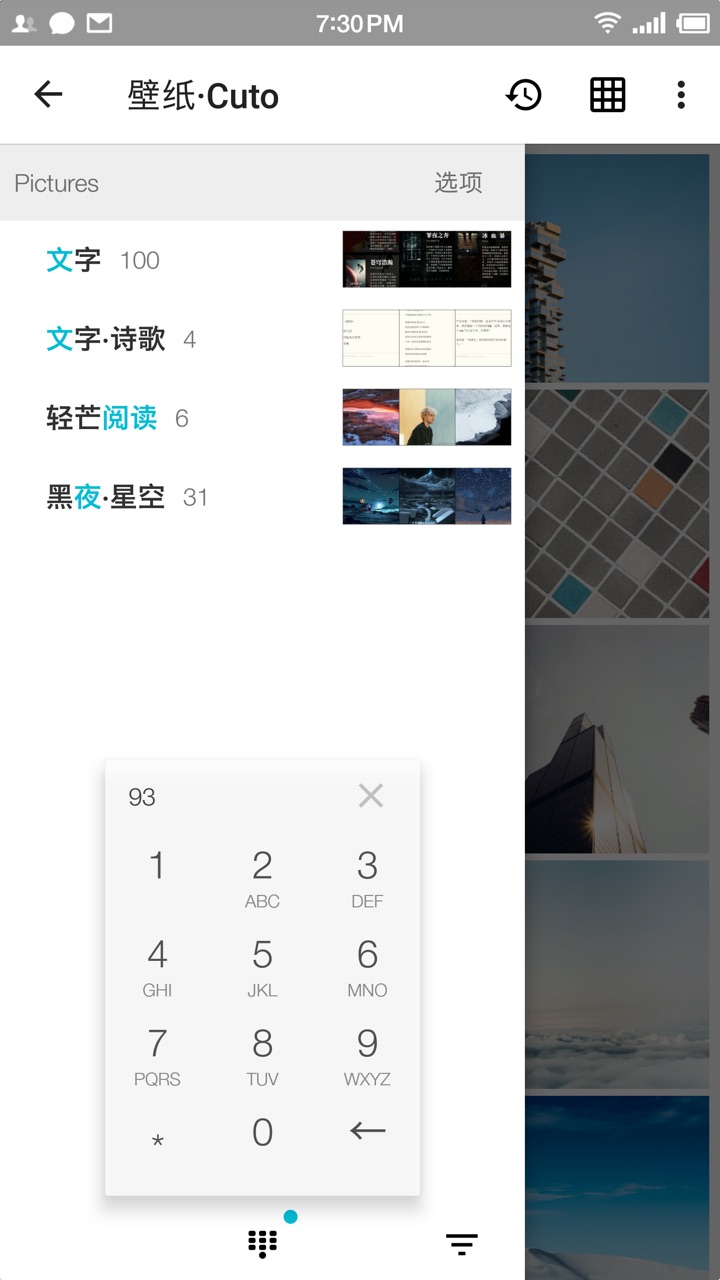 7:30PM
壁纸·Cuto
Pictures 选项
文字 100
文字·诗歌 4
轻芒阅读 6
黑夜·星空 31
93
1 2 3
ABC DEF
4 5 6
GHI JKL MNO
7 8 9
PQRS TUV WXYZ
* 0